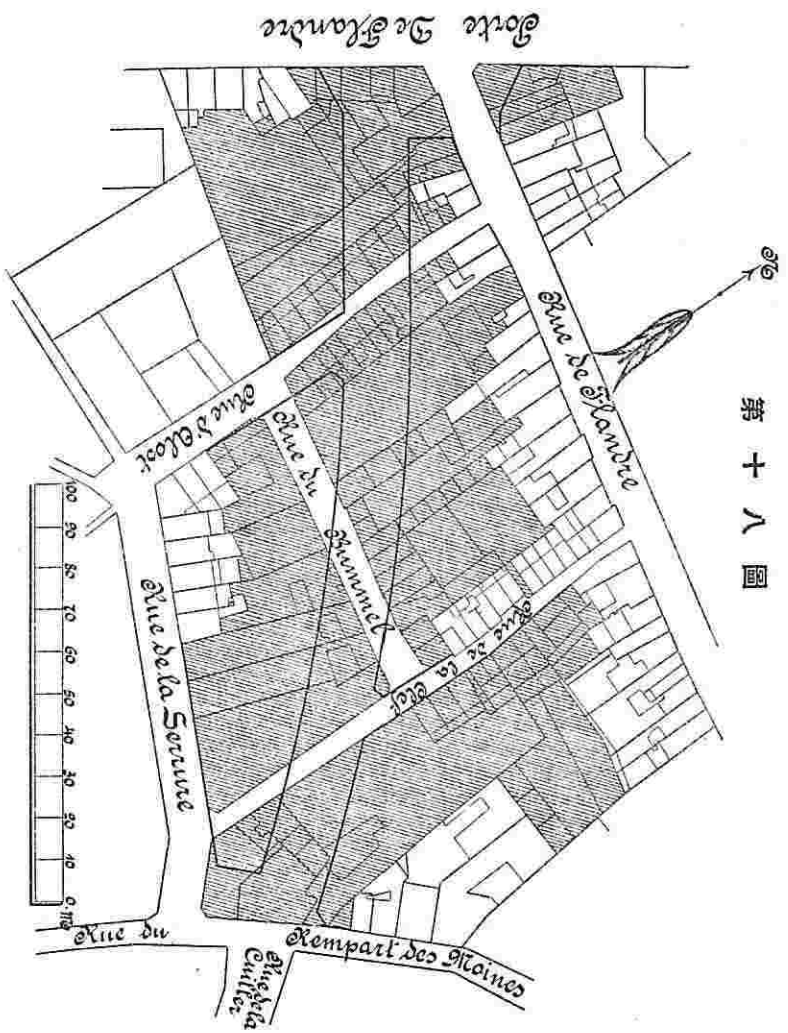 第十八圖
Porte De Flandre
Rue de Flandre
Rue d'Alost
Rue du Rummel
Rue de la Clef
Rue de la Serrure
Rue du Rempart des Moines
Rue de la
Cuiller
100 90 80 70 60 50 40 30 20 10 0. m